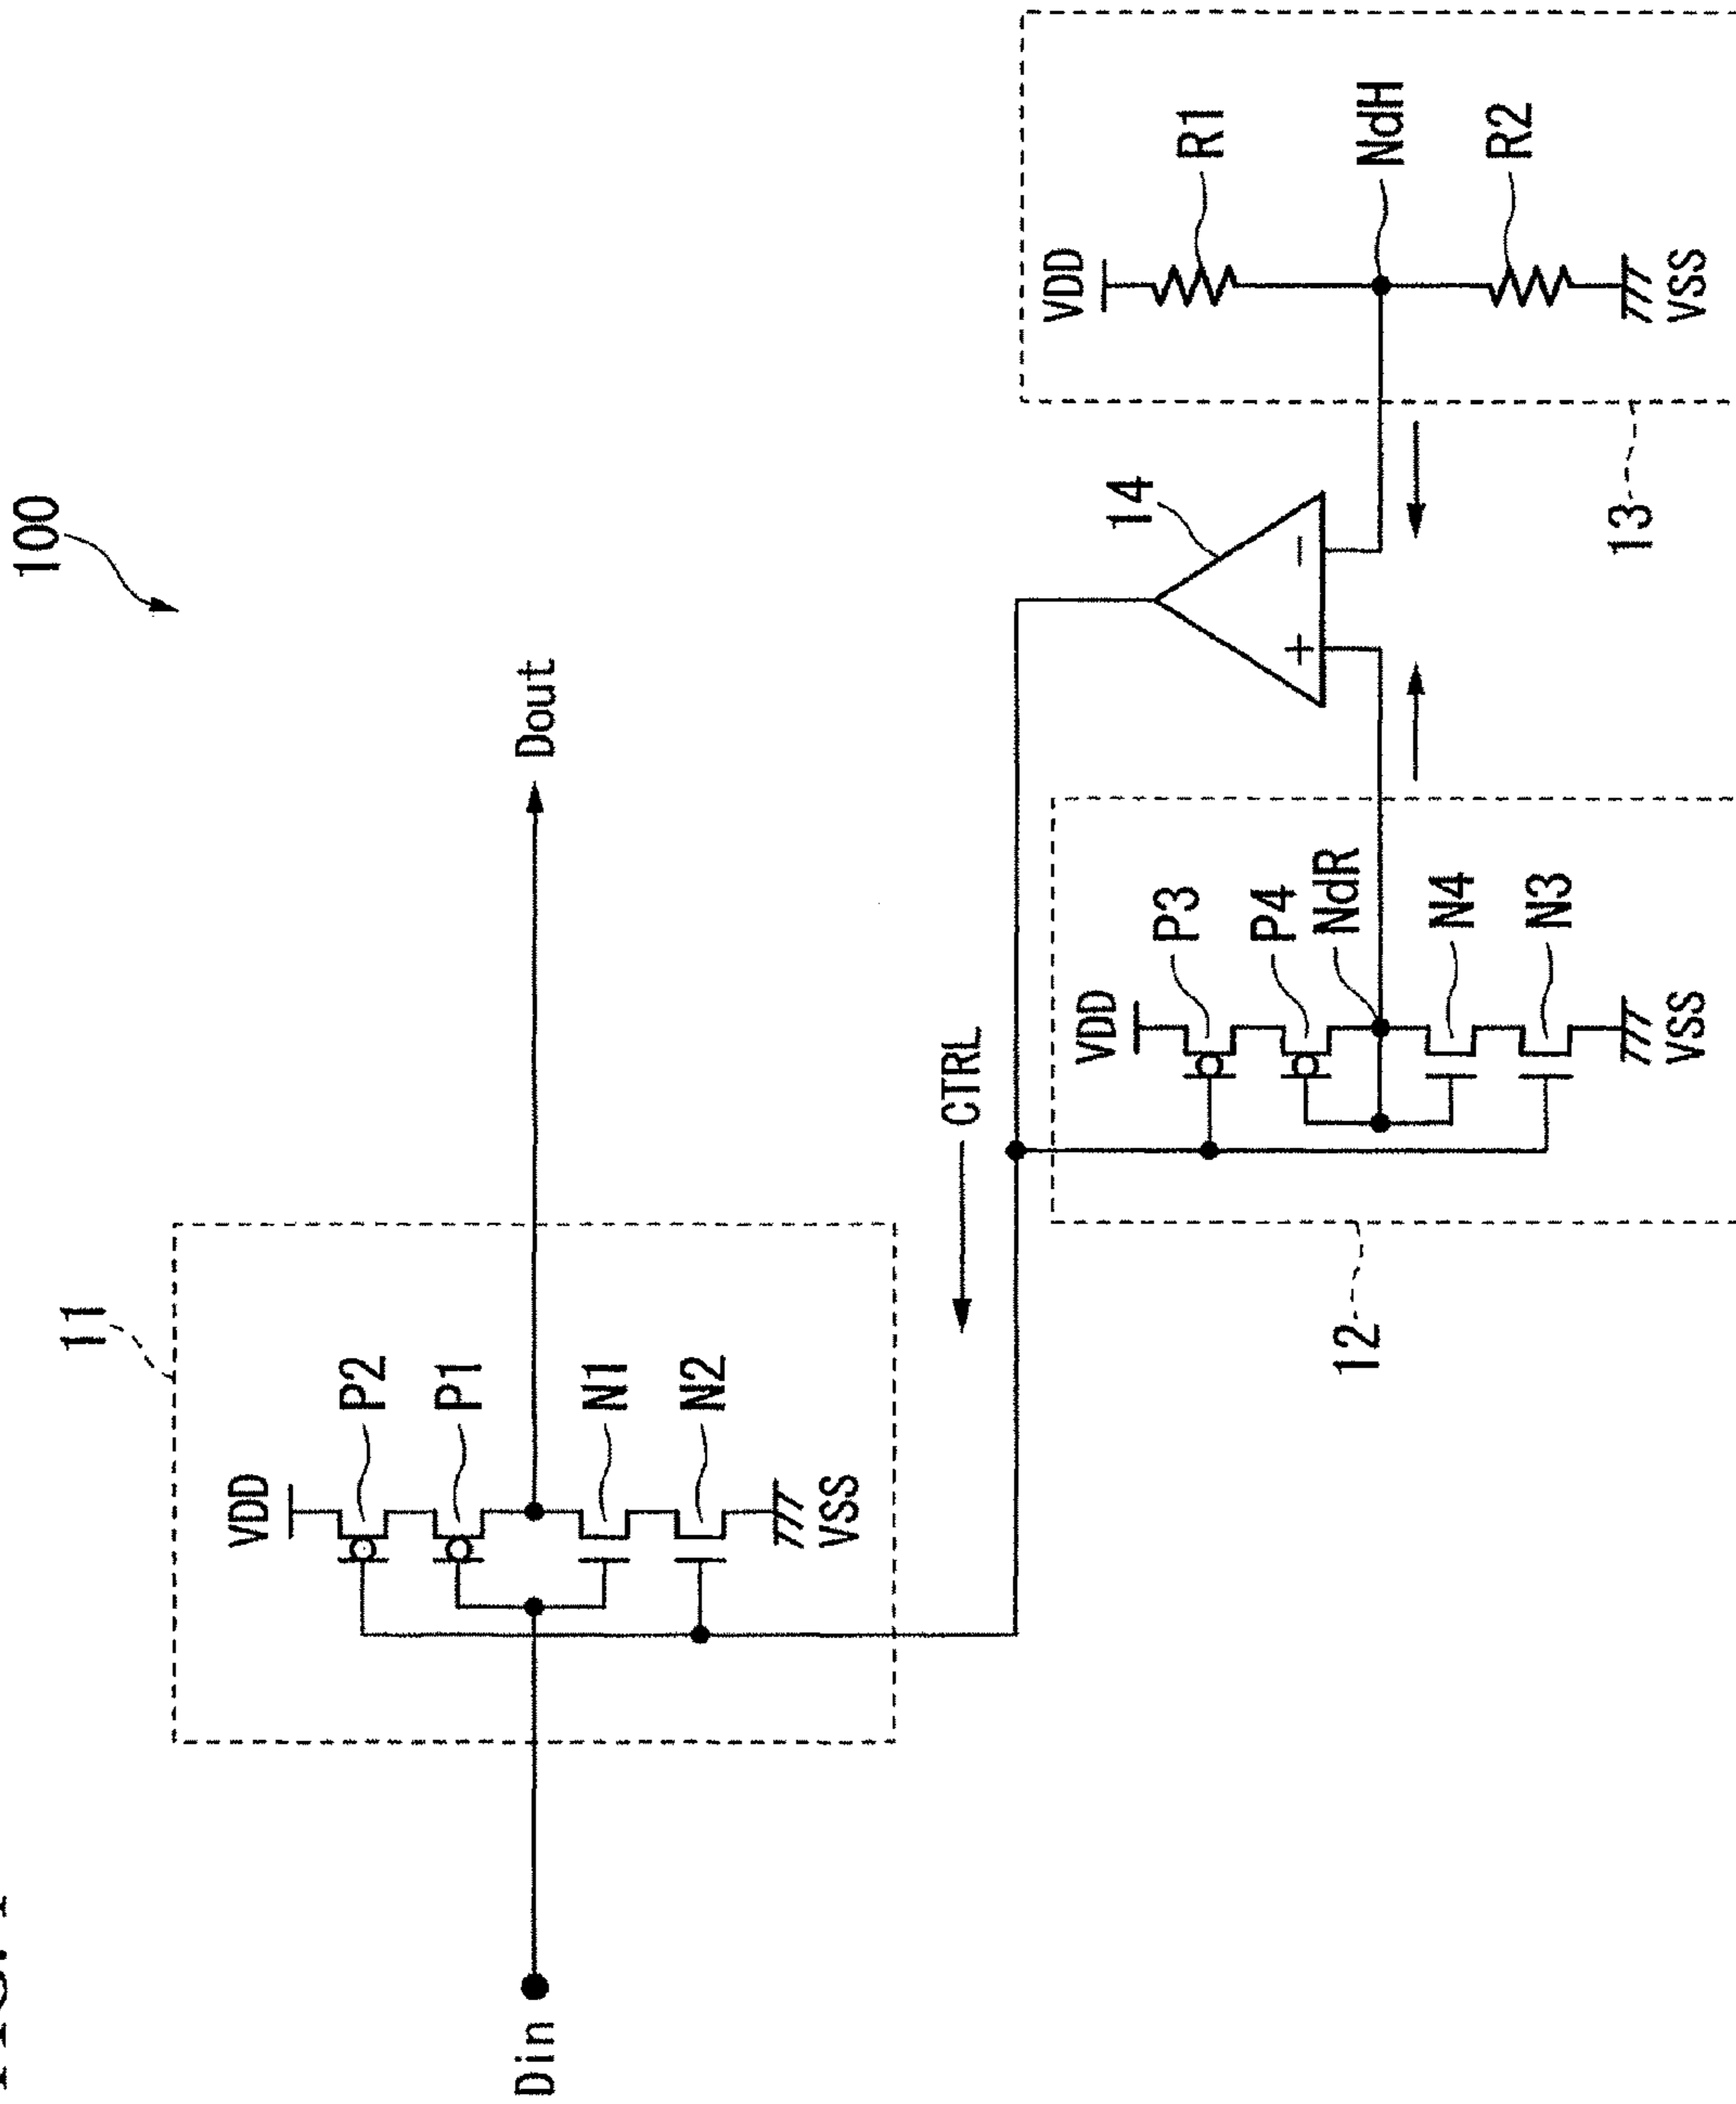 100
11
VDD
P2
P1
Din
Dout
N1
N2
VSS
CTRL
VDD
VDD
14
P3
R1
P4
+ −
NdR
12
NdH
N4
R2
N3
13
VSS
VSS